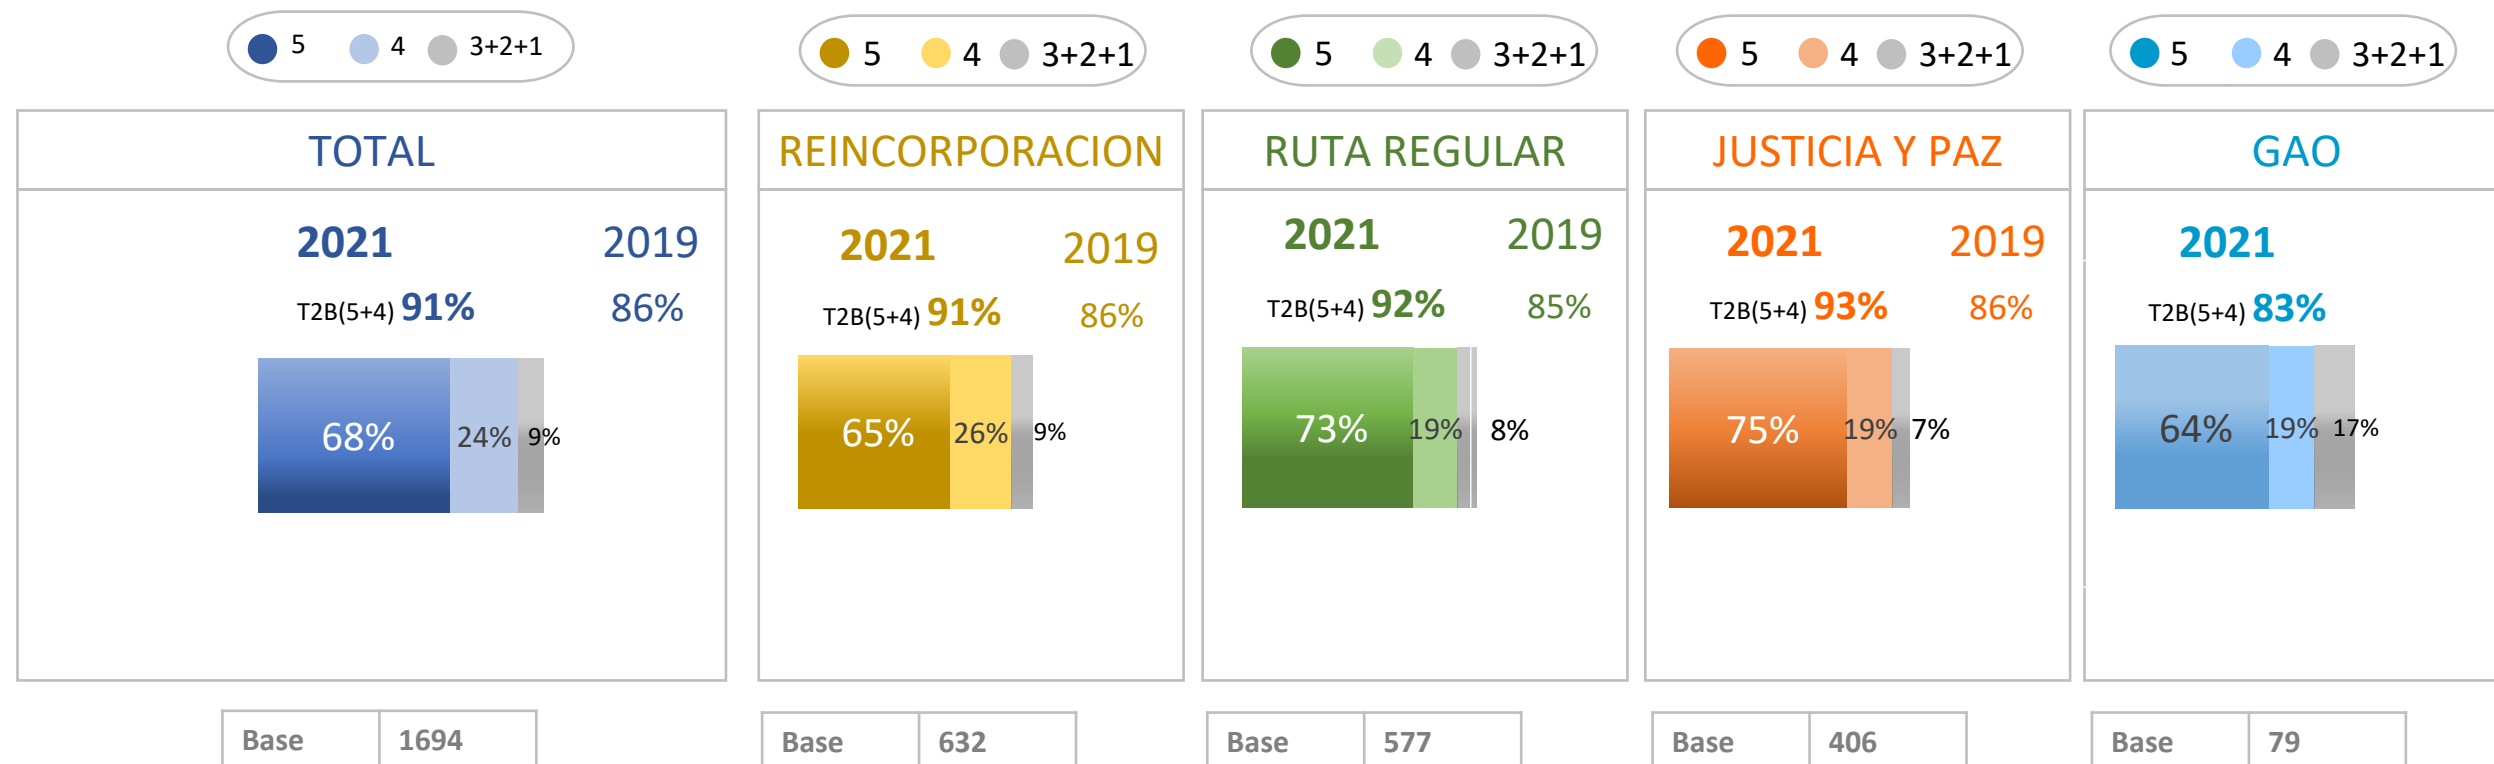 5 4 3+2+1
5 4 3+2+1
5 4 3+2+1
5 4 3+2+1
5 4 3+2+1
TOTAL
2021 2019
T2B(5+4) 91% 86%
68% 24% 9%
Base 1694
REINCORPORACION
2021 2019
T2B(5+4) 91% 86%
65% 26% 9%
Base 632
RUTA REGULAR
2021 2019
T2B(5+4) 92% 85%
73% 19% 8%
Base 577
JUSTICIA Y PAZ
2021 2019
T2B(5+4) 93% 86%
75% 19% 7%
Base 406
GAO
2021
T2B(5+4) 83%
64% 19% 17%
Base 79